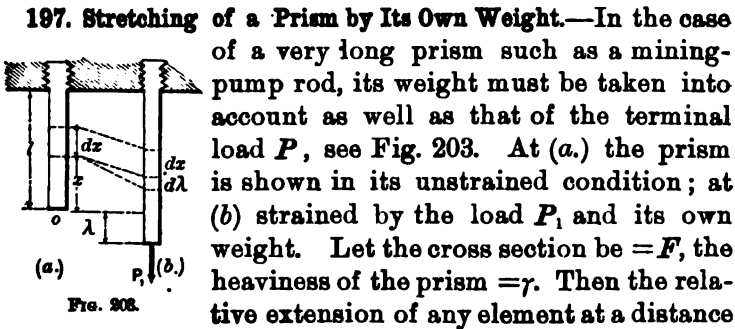 197. Stretching of a Prism by Its Own Weight.—In the case
of a very long prism such as a mining-
pump rod, its weight must be taken into
account as well as that of the terminal
load P, see Fig. 203. At (a.) the prism
is shown in its unstrained condition; at
(b) strained by the load P₁ and its own
weight. Let the cross section be = F, the
heaviness of the prism = γ. Then the rela-
tive extension of any element at a distance
l
dx
x
o
dx
dλ
λ
(a.)
P₁
(b.)
FIG. 203.